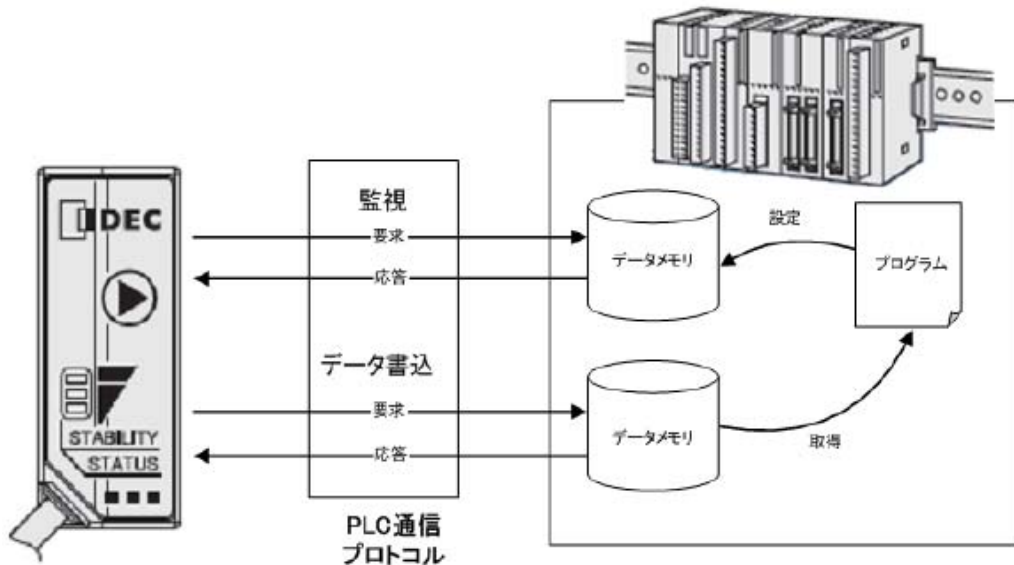 IDEC
STABILITY
STATUS
監視
要求
応答
データ書込
要求
応答
PLC通信
プロトコル
データメモリ
設定
プログラム
データメモリ
取得